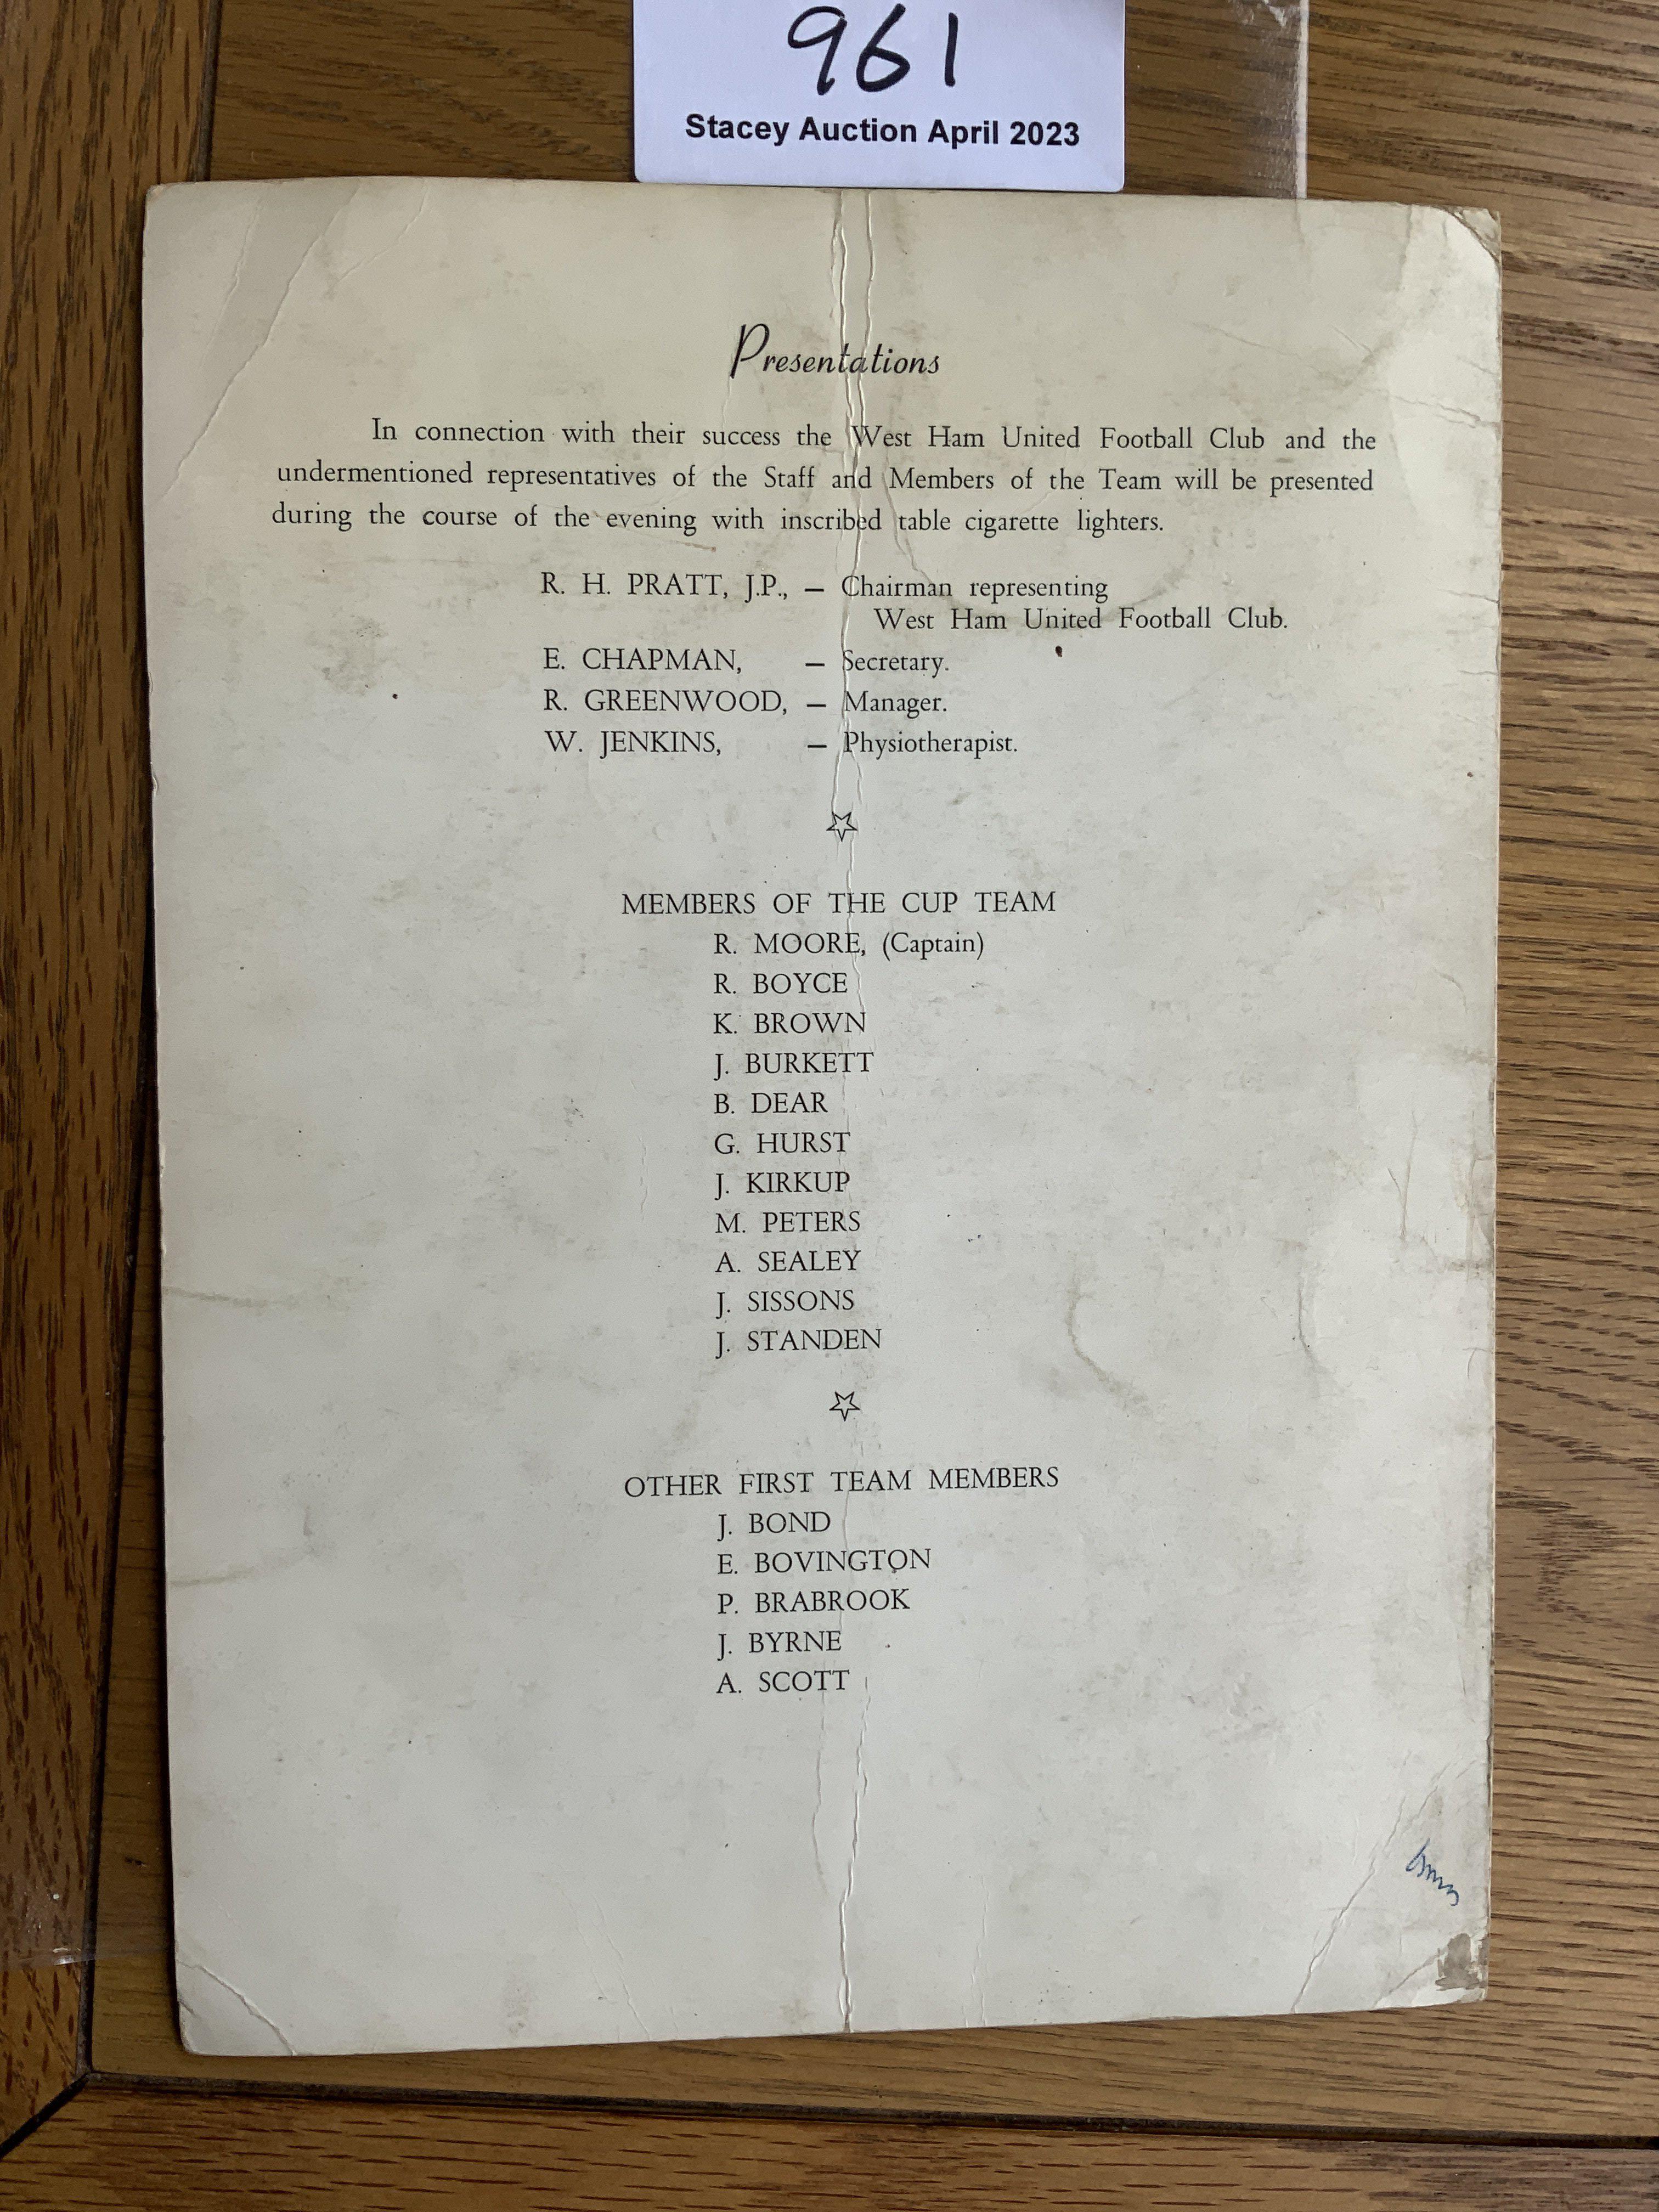 961
Stacey Auction April 2023
Presentations
In connection with their success the West Ham United Football Club and the
undermentioned representatives of the Staff and Members of the Team will be presented
during the course of the evening with inscribed table cigarette lighters.
R. H. PRATT, J.P., — Chairman representing
West Ham United Football Club.
E. CHAPMAN, — Secretary.
R. GREENWOOD, — Manager.
W. JENKINS, — Physiotherapist.
MEMBERS OF THE CUP TEAM
R. MOORE, (Captain)
R. BOYCE
K. BROWN
J. BURKETT
B. DEAR
G. HURST
J. KIRKUP
M. PETERS
A. SEALEY
J. SISSONS
J. STANDEN
OTHER FIRST TEAM MEMBERS
J. BOND
E. BOVINGTON
P. BRABROOK
J. BYRNE
A. SCOTT